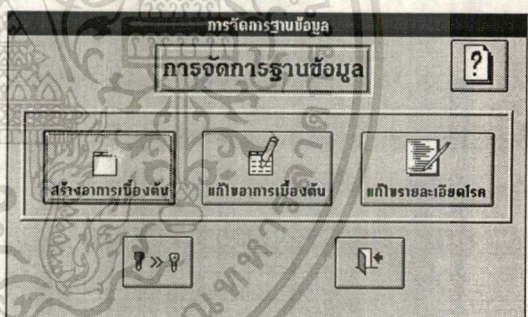 การจัดการฐานข้อมูล
การจัดการฐานข้อมูล
?
สร้างอาการเบื้องต้น
แก้ไขอาการเบื้องต้น
แก้ไขรายละเอียดโรค